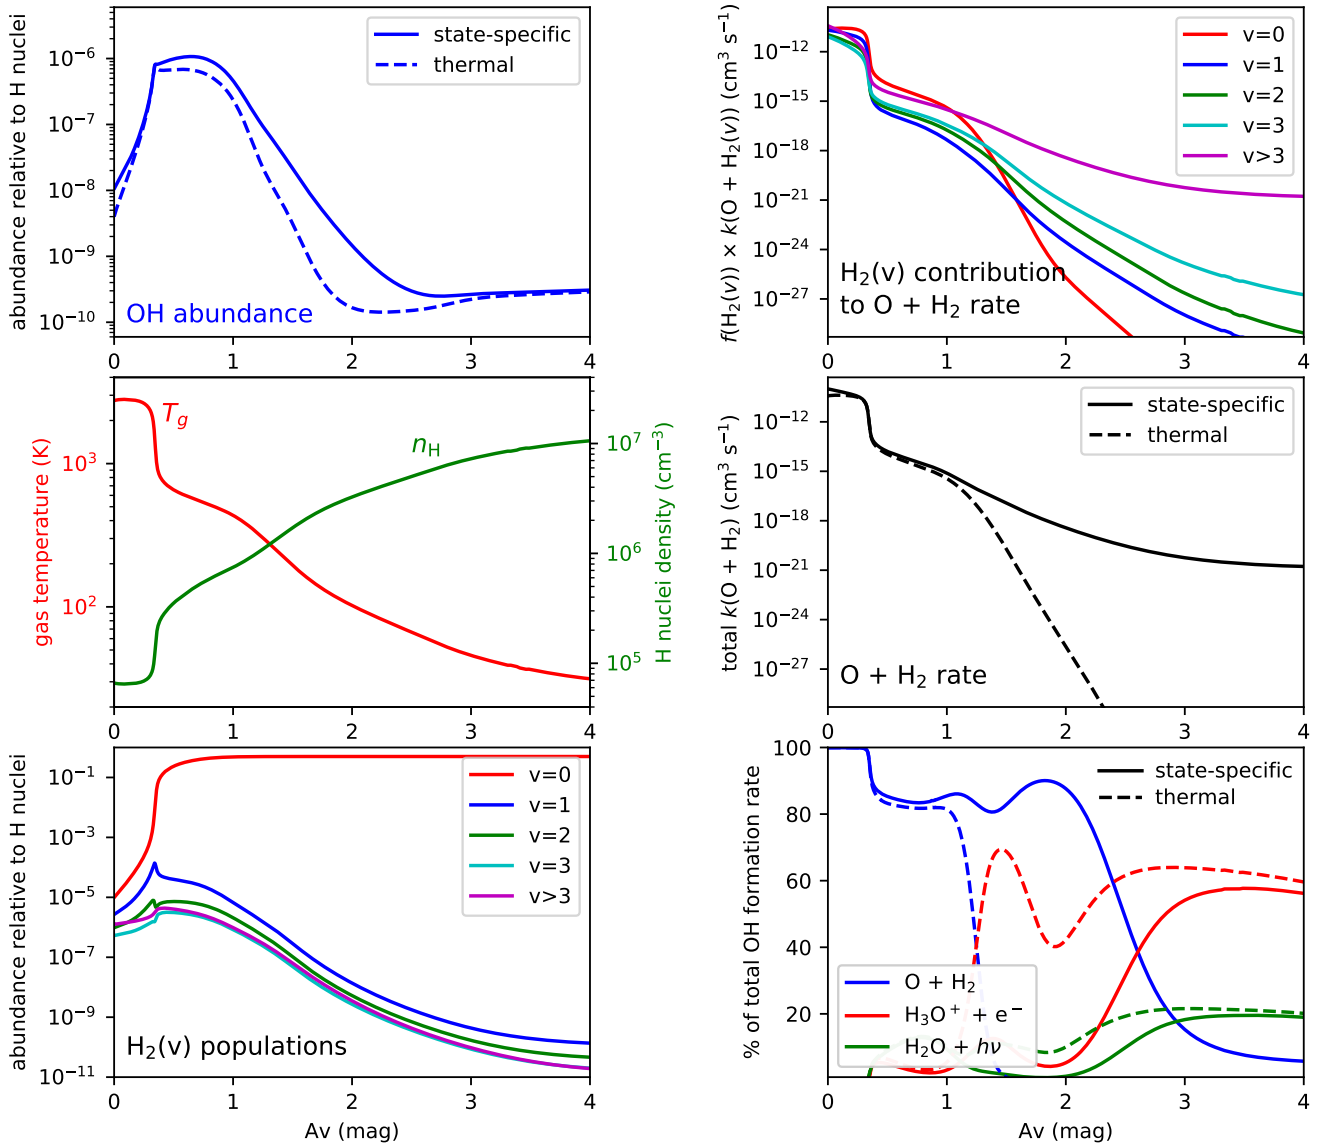 abundance relative to H nuclei
10⁻⁶
10⁻⁷
10⁻⁸
10⁻⁹
10⁻¹⁰
state-specific
thermal
OH abundance
0 1 2 3 4
f(H₂(v)) × k(O + H₂(v)) (cm³ s⁻¹)
10⁻¹²
10⁻¹⁵
10⁻¹⁸
10⁻²¹
10⁻²⁴
10⁻²⁷
v=0
v=1
v=2
v=3
v>3
H₂(v) contribution
to O + H₂ rate
0 1 2 3 4
gas temperature (K)
10³
10²
T_g
n_H
10⁷
10⁶
10⁵
H nuclei density (cm⁻³)
0 1 2 3 4
total k(O + H₂) (cm³ s⁻¹)
10⁻¹²
10⁻¹⁵
10⁻¹⁸
10⁻²¹
10⁻²⁴
10⁻²⁷
state-specific
thermal
O + H₂ rate
0 1 2 3 4
abundance relative to H nuclei
10⁻¹
10⁻³
10⁻⁵
10⁻⁷
10⁻⁹
10⁻¹¹
v=0
v=1
v=2
v=3
v>3
H₂(v) populations
0 1 2 3 4
Av (mag)
% of total OH formation rate
100
80
60
40
20
state-specific
thermal
O + H₂
H₃O⁺ + e⁻
H₂O + hν
0 1 2 3 4
Av (mag)